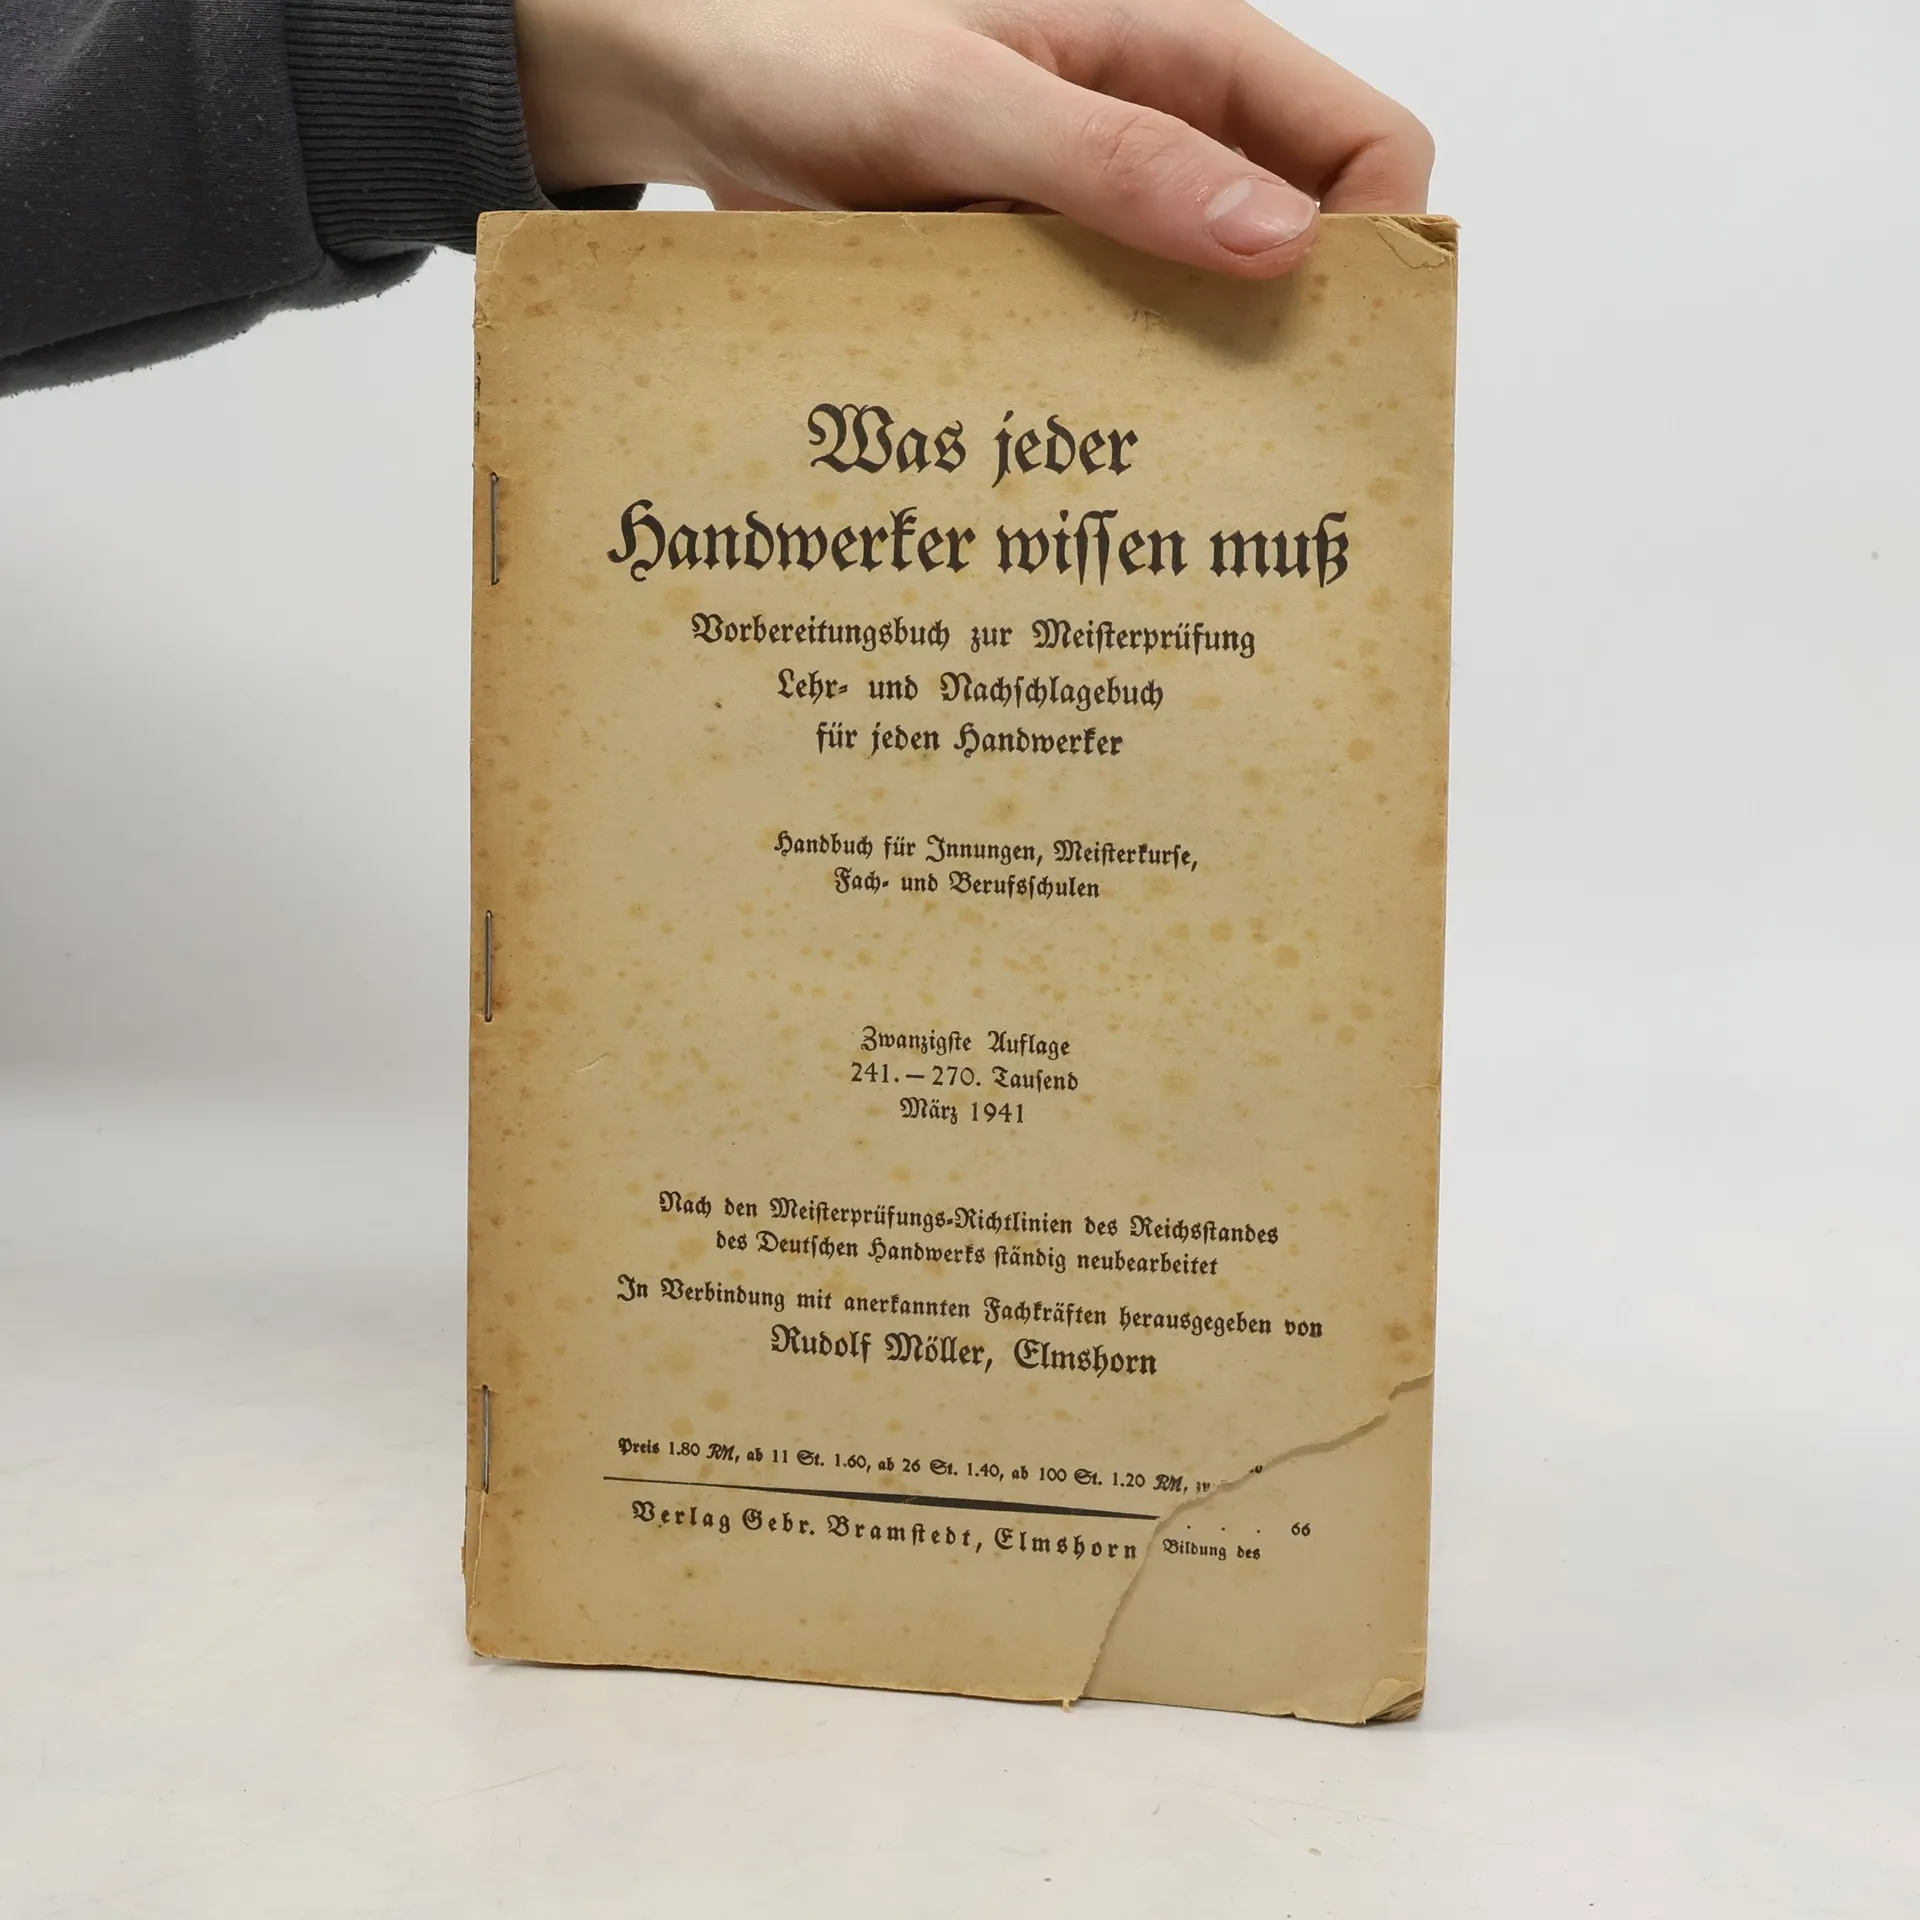 Was jeder
Handwerker wiſſen muß
Vorbereitungsbuch zur Meiſterprüfung
Lehr- und Nachſchlagebuch
für jeden Handwerker
Handbuch für Innungen, Meiſterkurſe,
Fach- und Berufsſchulen
Zwanzigſte Auflage
241. — 270. Tauſend
März 1941
Nach den Meiſterprüfungs-Richtlinien des Reichsſtandes
des Deutſchen Handwerks ſtändig neubearbeitet
In Verbindung mit anerkannten Fachkräften herausgegeben von
Rudolf Möller, Elmshorn
Preis 1.80 RM, ab 11 St. 1.60, ab 26 St. 1.40, ab 100 St. 1.20 RM,
. . . 66
Verlag Gebr. Bramſtedt, Elmshorn
Bildung des